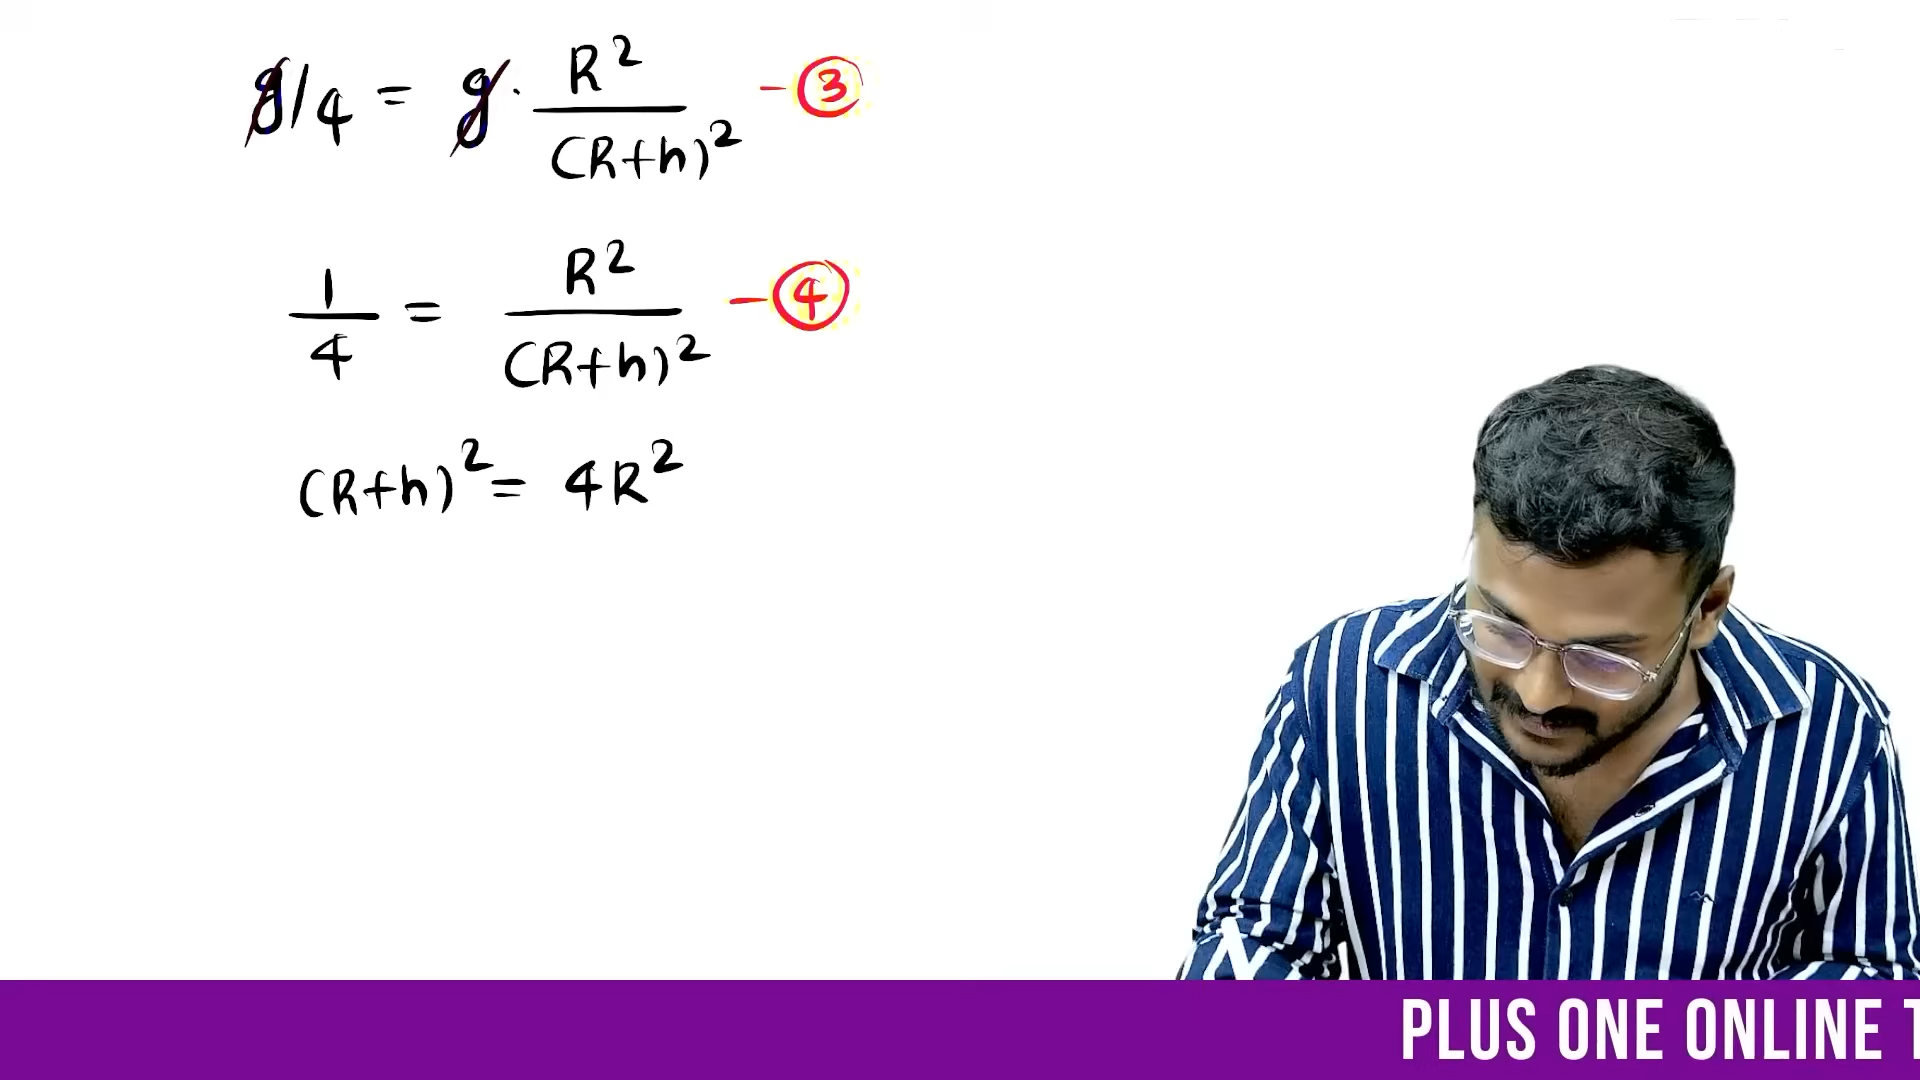 g/4 = g · R² / (R+h)² - ③
1/4 = R² / (R+h)² - ④
(R+h)² = 4R²
PLUS ONE ONLINE T